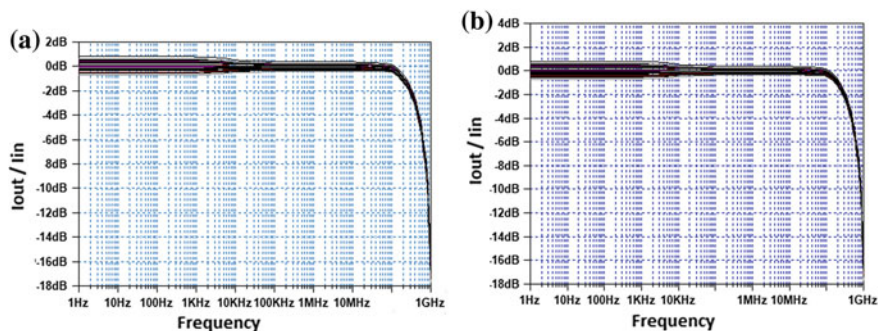 (a)
2dB
0dB
-2dB
-4dB
-6dB
-8dB
-10dB
-12dB
-14dB
-16dB
-18dB
Iout / Iin
1Hz 10Hz 100Hz 1KHz 10KHz 100KHz 1MHz 10MHz 1GHz
Frequency
(b)
4dB
2dB
0dB
-2dB
-4dB
-6dB
-8dB
-10dB
-12dB
-14dB
-16dB
-18dB
Iout / Iin
1Hz 10Hz 100Hz 1KHz 10KHz 1MHz 10MHz 1GHz
Frequency